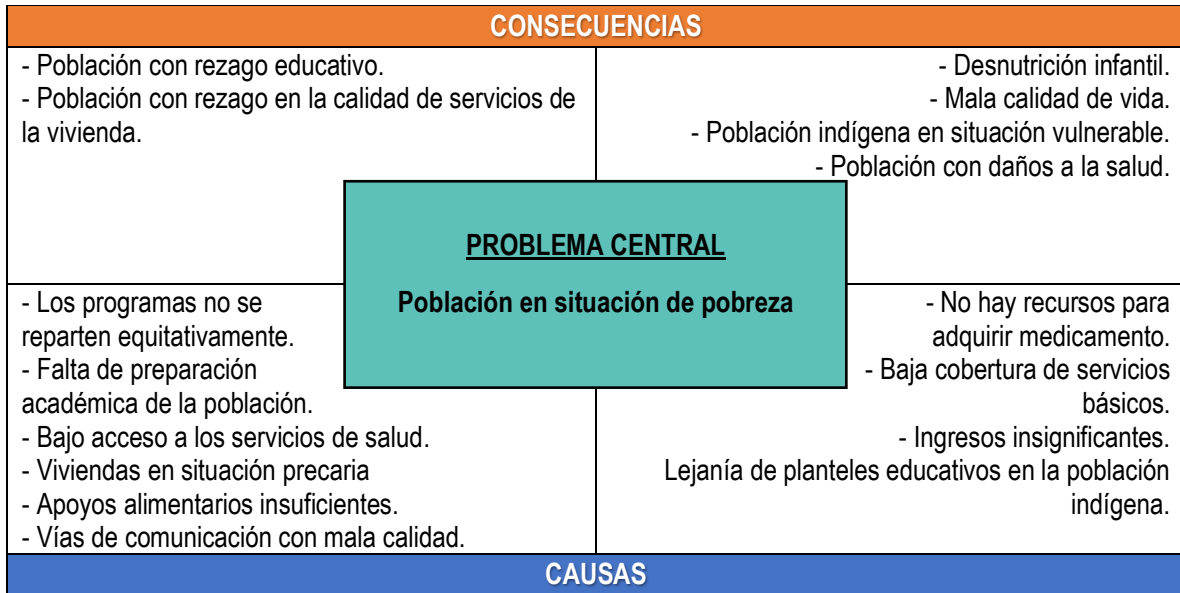 CONSECUENCIAS
- Población con rezago educativo.
- Población con rezago en la calidad de servicios de
la vivienda.
- Desnutrición infantil.
- Mala calidad de vida.
- Población indígena en situación vulnerable.
- Población con daños a la salud.
PROBLEMA CENTRAL
Población en situación de pobreza
- Los programas no se
reparten equitativamente.
- Falta de preparación
académica de la población.
- Bajo acceso a los servicios de salud.
- Viviendas en situación precaria
- Apoyos alimentarios insuficientes.
- Vías de comunicación con mala calidad.
- No hay recursos para
adquirir medicamento.
- Baja cobertura de servicios
básicos.
- Ingresos insignificantes.
Lejanía de planteles educativos en la población
indígena.
CAUSAS